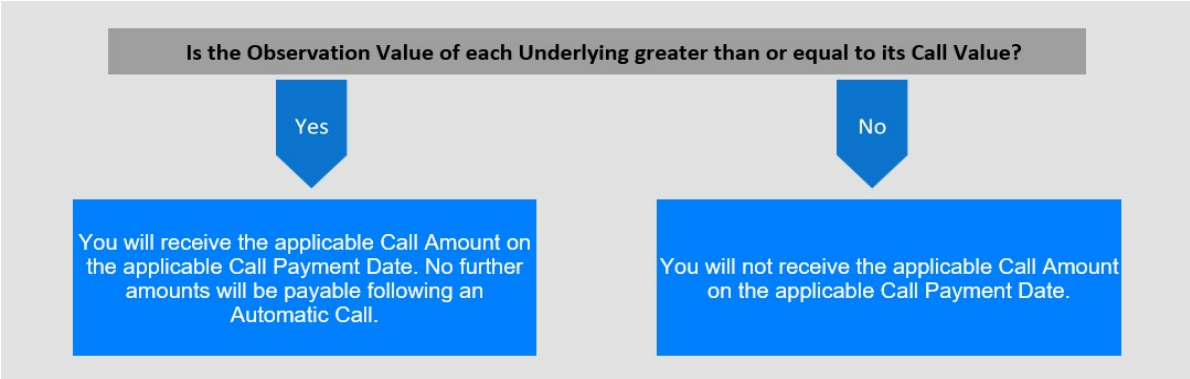 Is the Observation Value of each Underlying greater than or equal to its Call Value?
Yes
No
You will receive the applicable Call Amount on
the applicable Call Payment Date. No further
amounts will be payable following an
Automatic Call.
You will not receive the applicable Call Amount
on the applicable Call Payment Date.